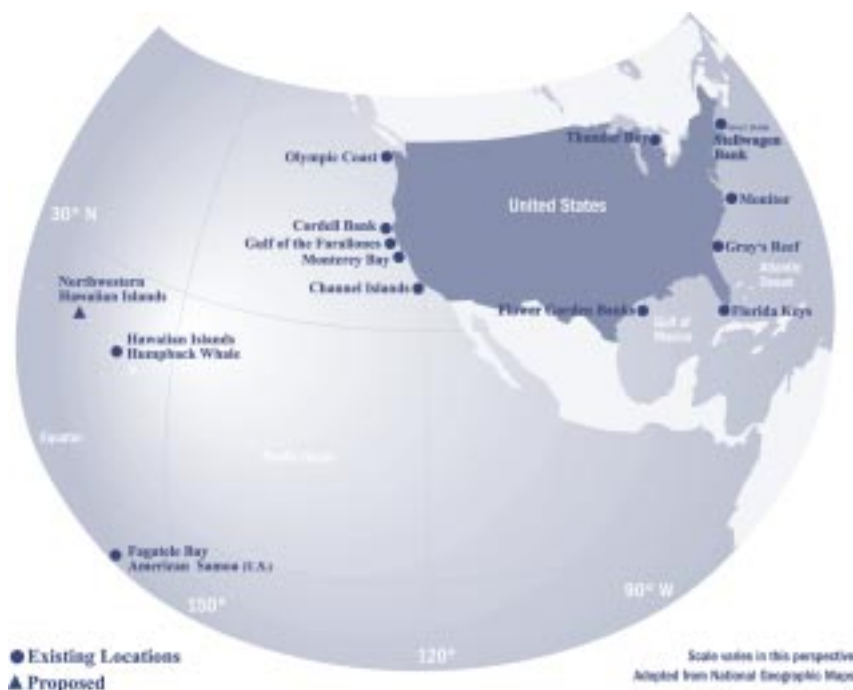 Thunder Bay
Stellwagen
Bank
Olympic Coast
Monitor
United States
30° N
Cordell Bank
Gulf of the Farallones
Monterey Bay
Gray's Reef
Atlantic
Ocean
Northwestern
Hawaiian Islands
Channel Islands
Flower Garden Banks
Florida Keys
Gulf of
Mexico
Hawaiian Islands
Humpback Whale
Equator
Pacific Ocean
Fagatele Bay
American Samoa (U.S.)
150°
90° W
120°
Existing Locations
Proposed
Scale varies in this perspective
Adapted from National Geographic Maps